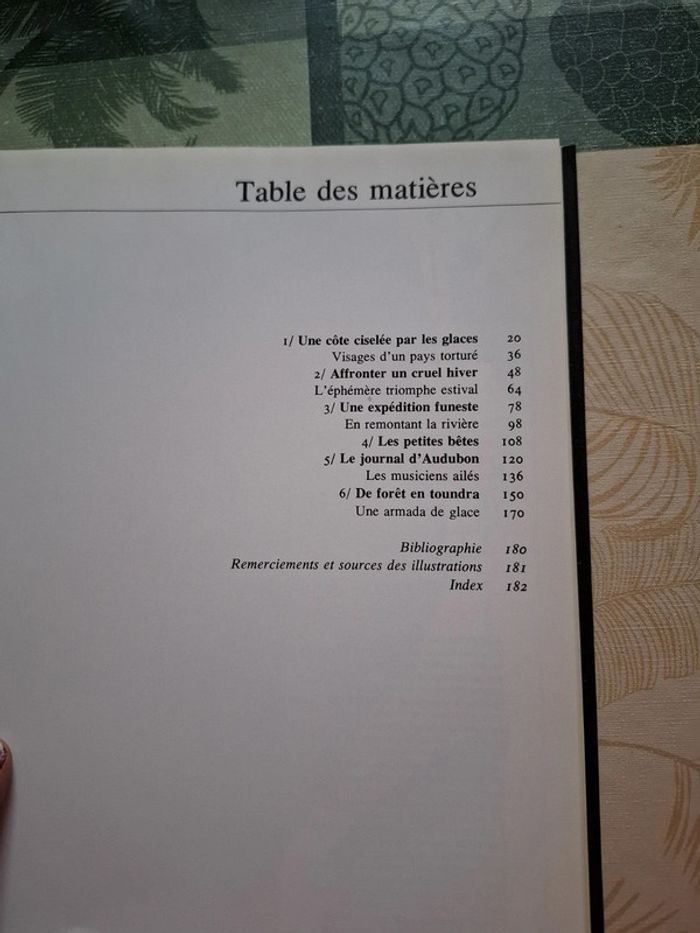 Table des matières
1/ Une côte ciselée par les glaces 20
Visages d'un pays torturé 36
2/ Affronter un cruel hiver 48
L'éphémère triomphe estival 64
3/ Une expédition funeste 78
En remontant la rivière 98
4/ Les petites bêtes 108
5/ Le journal d'Audubon 120
Les musiciens ailés 136
6/ De forêt en toundra 150
Une armada de glace 170
Bibliographie 180
Remerciements et sources des illustrations 181
Index 182